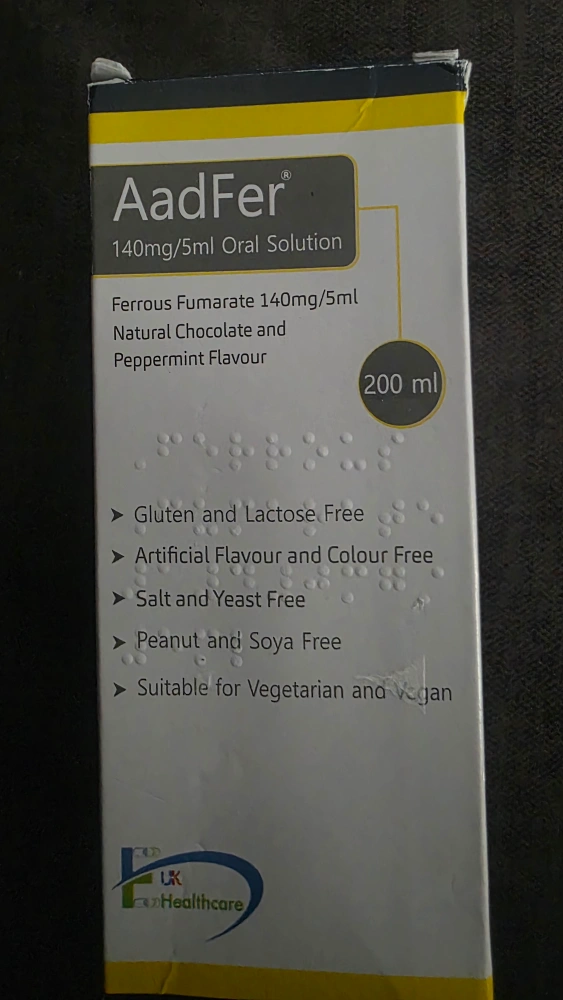 AadFer®
140mg/5ml Oral Solution
Ferrous Fumarate 140mg/5ml
Natural Chocolate and
Peppermint Flavour
200 ml
➤ Gluten and Lactose Free
➤ Artificial Flavour and Colour Free
➤ Salt and Yeast Free
➤ Peanut and Soya Free
➤ Suitable for Vegetarian and Vegan
UK
Healthcare